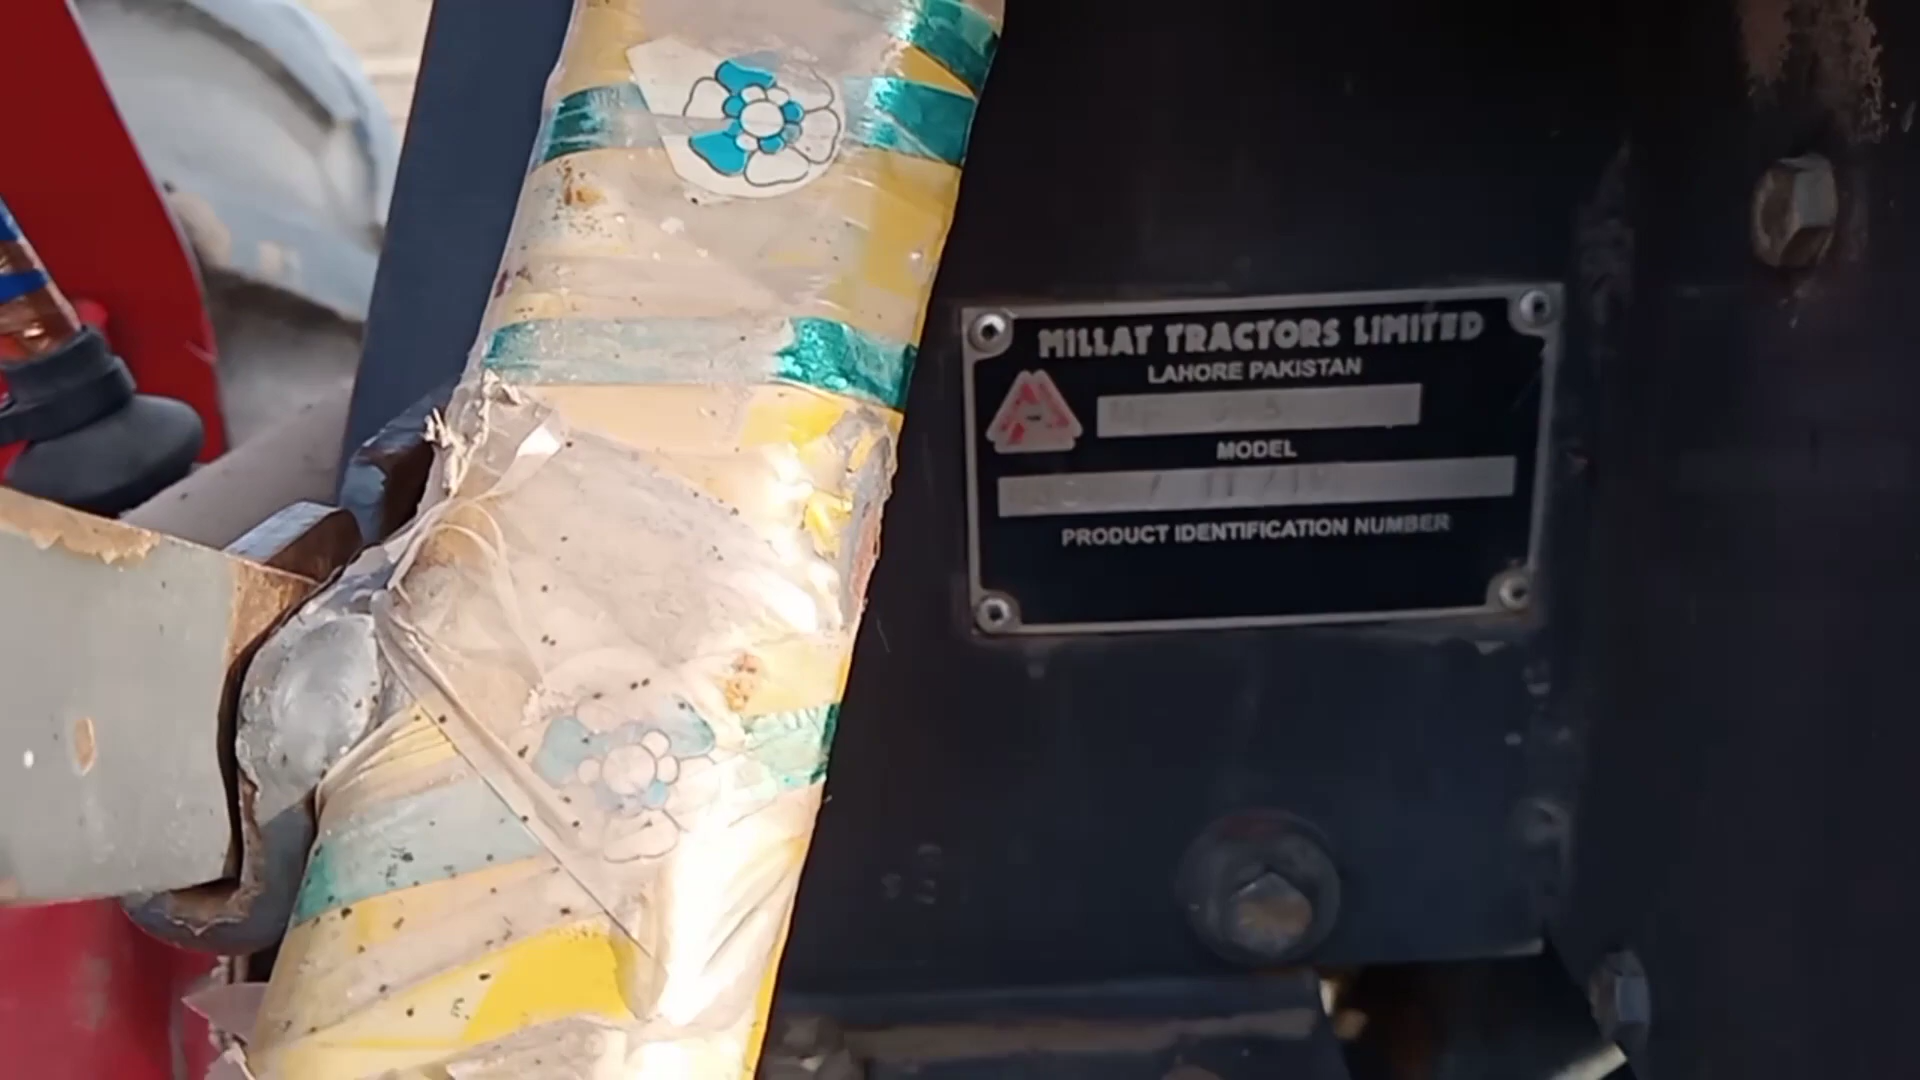 MILLAT TRACTORS LIMITED
LAHORE PAKISTAN
MODEL
PRODUCT IDENTIFICATION NUMBER